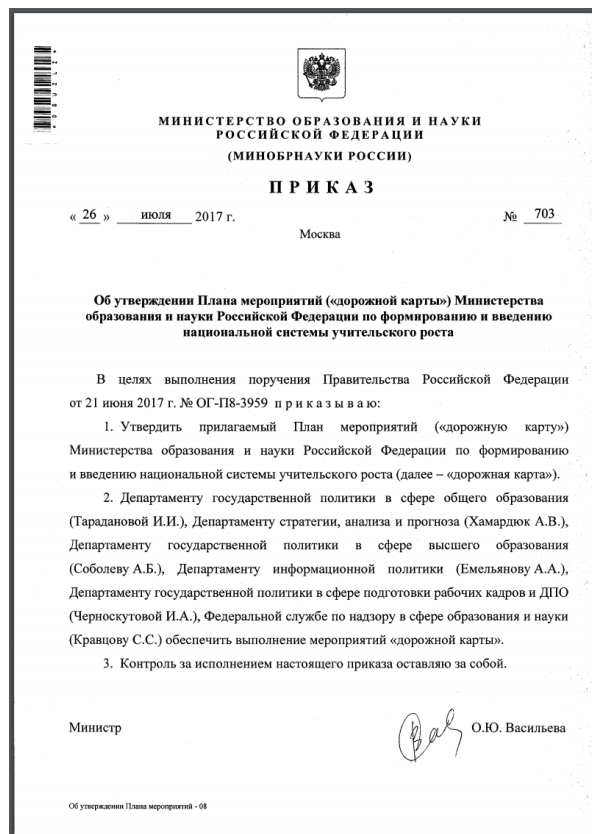 МИНИСТЕРСТВО ОБРАЗОВАНИЯ И НАУКИ
РОССИЙСКОЙ ФЕДЕРАЦИИ
(МИНОБРНАУКИ РОССИИ)
ПРИКАЗ
« 26 » июля 2017 г. № 703
Москва
Об утверждении Плана мероприятий («дорожной карты») Министерства
образования и науки Российской Федерации по формированию и введению
национальной системы учительского роста
В целях выполнения поручения Правительства Российской Федерации
от 21 июня 2017 г. № ОГ-П8-3959 приказываю:
1. Утвердить прилагаемый План мероприятий («дорожную карту»)
Министерства образования и науки Российской Федерации по формированию
и введению национальной системы учительского роста (далее – «дорожная карта»).
2. Департаменту государственной политики в сфере общего образования
(Тарадановой И.И.), Департаменту стратегии, анализа и прогноза (Хамардюк А.В.),
Департаменту государственной политики в сфере высшего образования
(Соболеву А.Б.), Департаменту информационной политики (Емельянову А.А.),
Департаменту государственной политики в сфере подготовки рабочих кадров и ДПО
(Черноскутовой И.А.), Федеральной службе по надзору в сфере образования и науки
(Кравцову С.С.) обеспечить выполнение мероприятий «дорожной карты».
3. Контроль за исполнением настоящего приказа оставляю за собой.
Министр О.Ю. Васильева
Об утверждении Плана мероприятий - 08